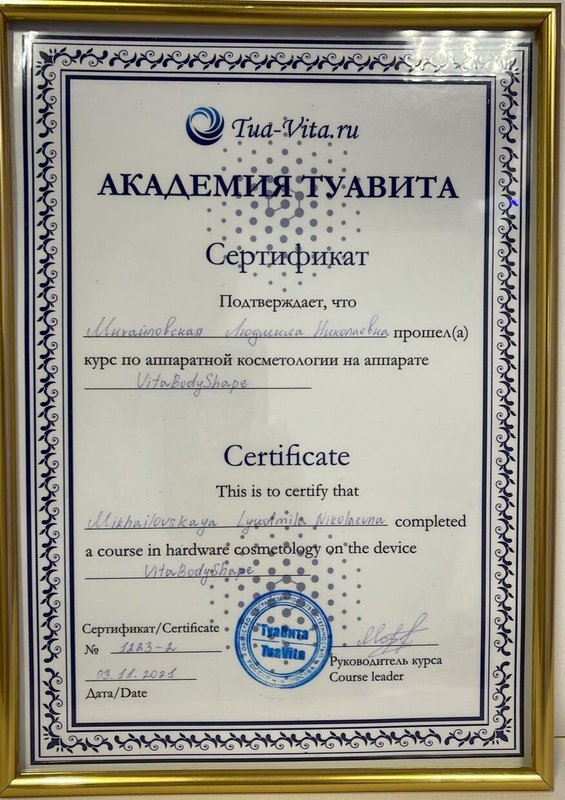 Tua-Vita.ru
АКАДЕМИЯ ТУАВИТА
Сертификат
Подтверждает, что
Михайловская Людмила Николаевна прошел(а)
курс по аппаратной косметологии на аппарате
VitaBodyShape
Certificate
This is to certify that
Mikhailovskaya Lyudmila Nikolaevna completed
a course in hardware cosmetology on the device
VitaBodyShape
Сертификат/Certificate
№ 1223-2
03.11.2021
Дата/Date
ТуаВита
TuaVita
Руководитель курса
Course leader